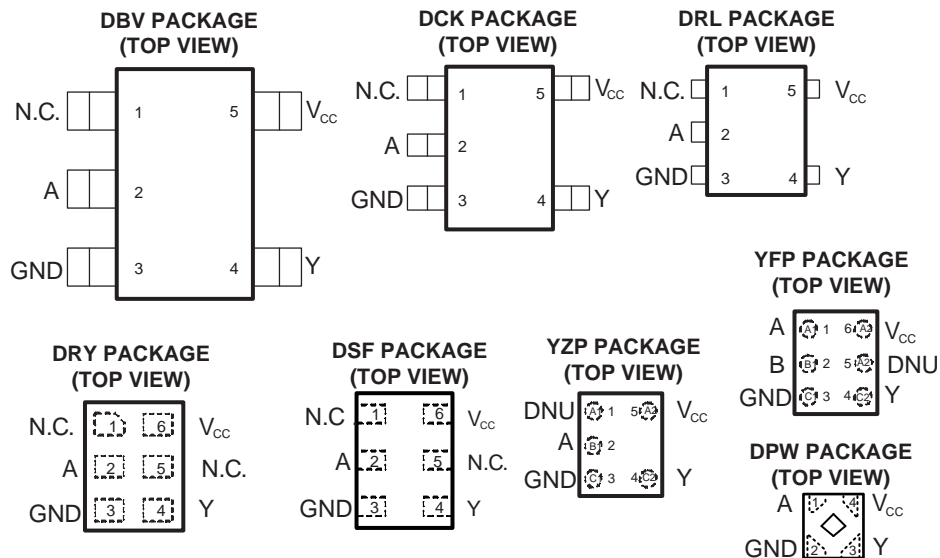 DBV PACKAGE
(TOP VIEW)
N.C. 1 5 VCC
A 2
GND 3 4 Y
DCK PACKAGE
(TOP VIEW)
N.C. 1 5 VCC
A 2
GND 3 4 Y
DRL PACKAGE
(TOP VIEW)
N.C. 1 5 VCC
A 2
GND 3 4 Y
DRY PACKAGE
(TOP VIEW)
N.C. 1 6 VCC
A 2 5 N.C.
GND 3 4 Y
DSF PACKAGE
(TOP VIEW)
N.C 1 6 VCC
A 2 5 N.C.
GND 3 4 Y
YZP PACKAGE
(TOP VIEW)
DNU A1 1 5 A2 VCC
A B1 2
GND C1 3 4 C2 Y
YFP PACKAGE
(TOP VIEW)
A A1 1 6 A2 VCC
B B1 2 5 A2 DNU
GND C1 3 4 C2 Y
DPW PACKAGE
(TOP VIEW)
A 1 4 VCC
GND 2 3 Y